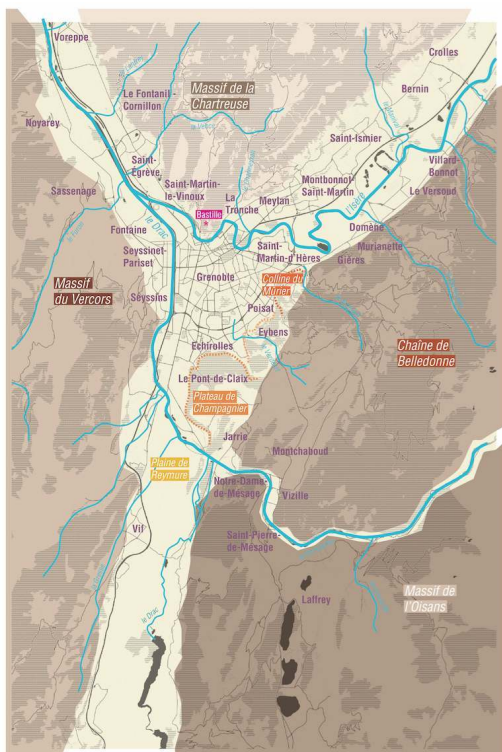 Voreppe
Crolles
Bernin
Le Fontanil -
Cornillon
Massif de la
Chartreuse
Noyarey
Saint-Ismier
Saint-
Egrève
Villard-
Bonnot
Saint-Martin-
le-Vinoux
La
Tronche
Meylan
Montbonnot-
Saint-Martin
Le Versoud
Sassenage
Bastille
l'Isère
le Drac
Fontaine
Domène
Murianette
Saint-
Martin-d'Hères
Gières
Seyssinet-
Pariset
Grenoble
Colline du
Mûrier
Massif
du Vercors
Seyssins
Poisat
Eybens
Echirolles
Chaîne de
Belledonne
Le Pont-de-Claix
Plateau de
Champagnier
Jarrie
Montchaboud
Plaine de
Reymure
Notre-Dame-
de-Mésage
Vizille
Vif
Saint-Pierre-
de-Mésage
Massif de
l'Oisans
Laffrey
le Drac